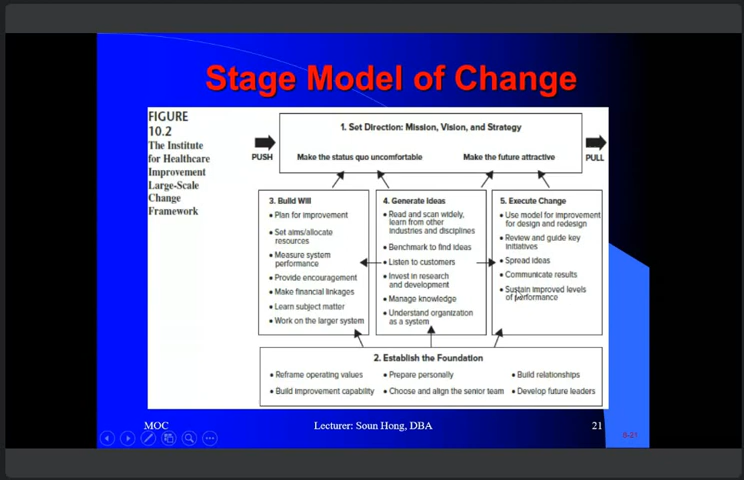 Stage Model of Change
FIGURE
10.2
The Institute
for Healthcare
Improvement
Large-Scale
Change
Framework
1. Set Direction: Mission, Vision, and Strategy
PUSH
Make the status quo uncomfortable
Make the future attractive
PULL
3. Build Will
• Plan for improvement
• Set aims/allocate
resources
• Measure system
performance
• Provide encouragement
• Make financial linkages
• Learn subject matter
• Work on the larger system
4. Generate Ideas
• Read and scan widely,
learn from other
industries and disciplines
• Benchmark to find ideas
• Listen to customers
• Invest in research
and development
• Manage knowledge
• Understand organization
as a system
5. Execute Change
• Use model for improvement
for design and redesign
• Review and guide key
initiatives
• Spread ideas
• Communicate results
• Sustain improved levels
of performance
2. Establish the Foundation
• Reframe operating values
• Prepare personally
• Build relationships
• Build improvement capability
• Choose and align the senior team
• Develop future leaders
MOC
Lecturer: Soun Hong, DBA
21
8-21